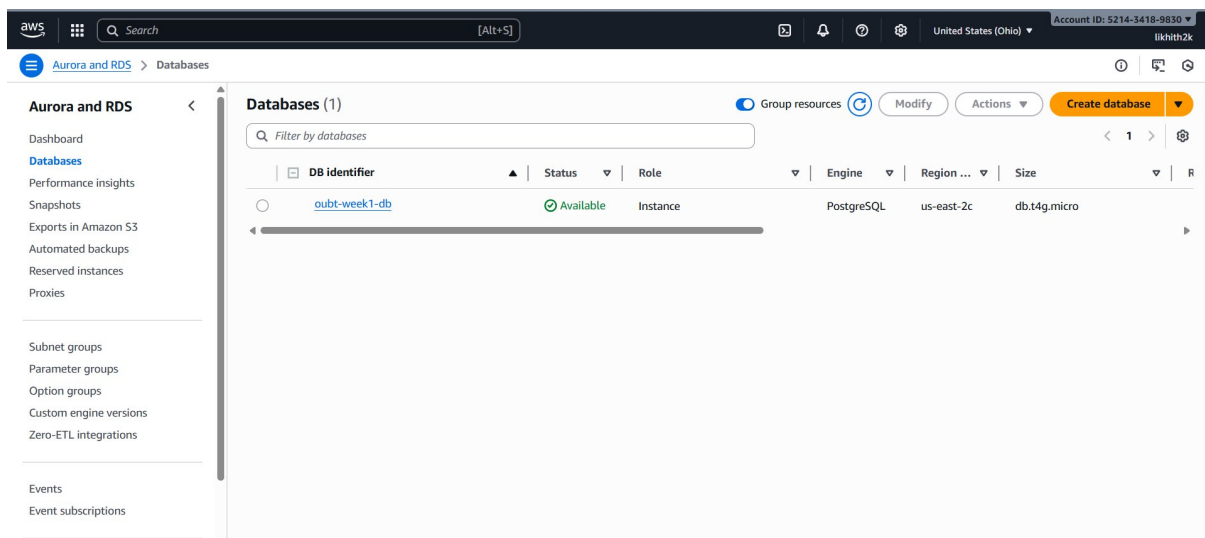 aws
Search [Alt+S]
United States (Ohio)
Account ID: 5214-3418-9830
likhith2k
Aurora and RDS > Databases
Aurora and RDS
Dashboard
Databases
Performance insights
Snapshots
Exports in Amazon S3
Automated backups
Reserved instances
Proxies
Subnet groups
Parameter groups
Option groups
Custom engine versions
Zero-ETL integrations
Events
Event subscriptions
Databases (1)
Group resources Modify Actions Create database
Filter by databases
1
DB identifier Status Role Engine Region ... Size R
oubt-week1-db Available Instance PostgreSQL us-east-2c db.t4g.micro